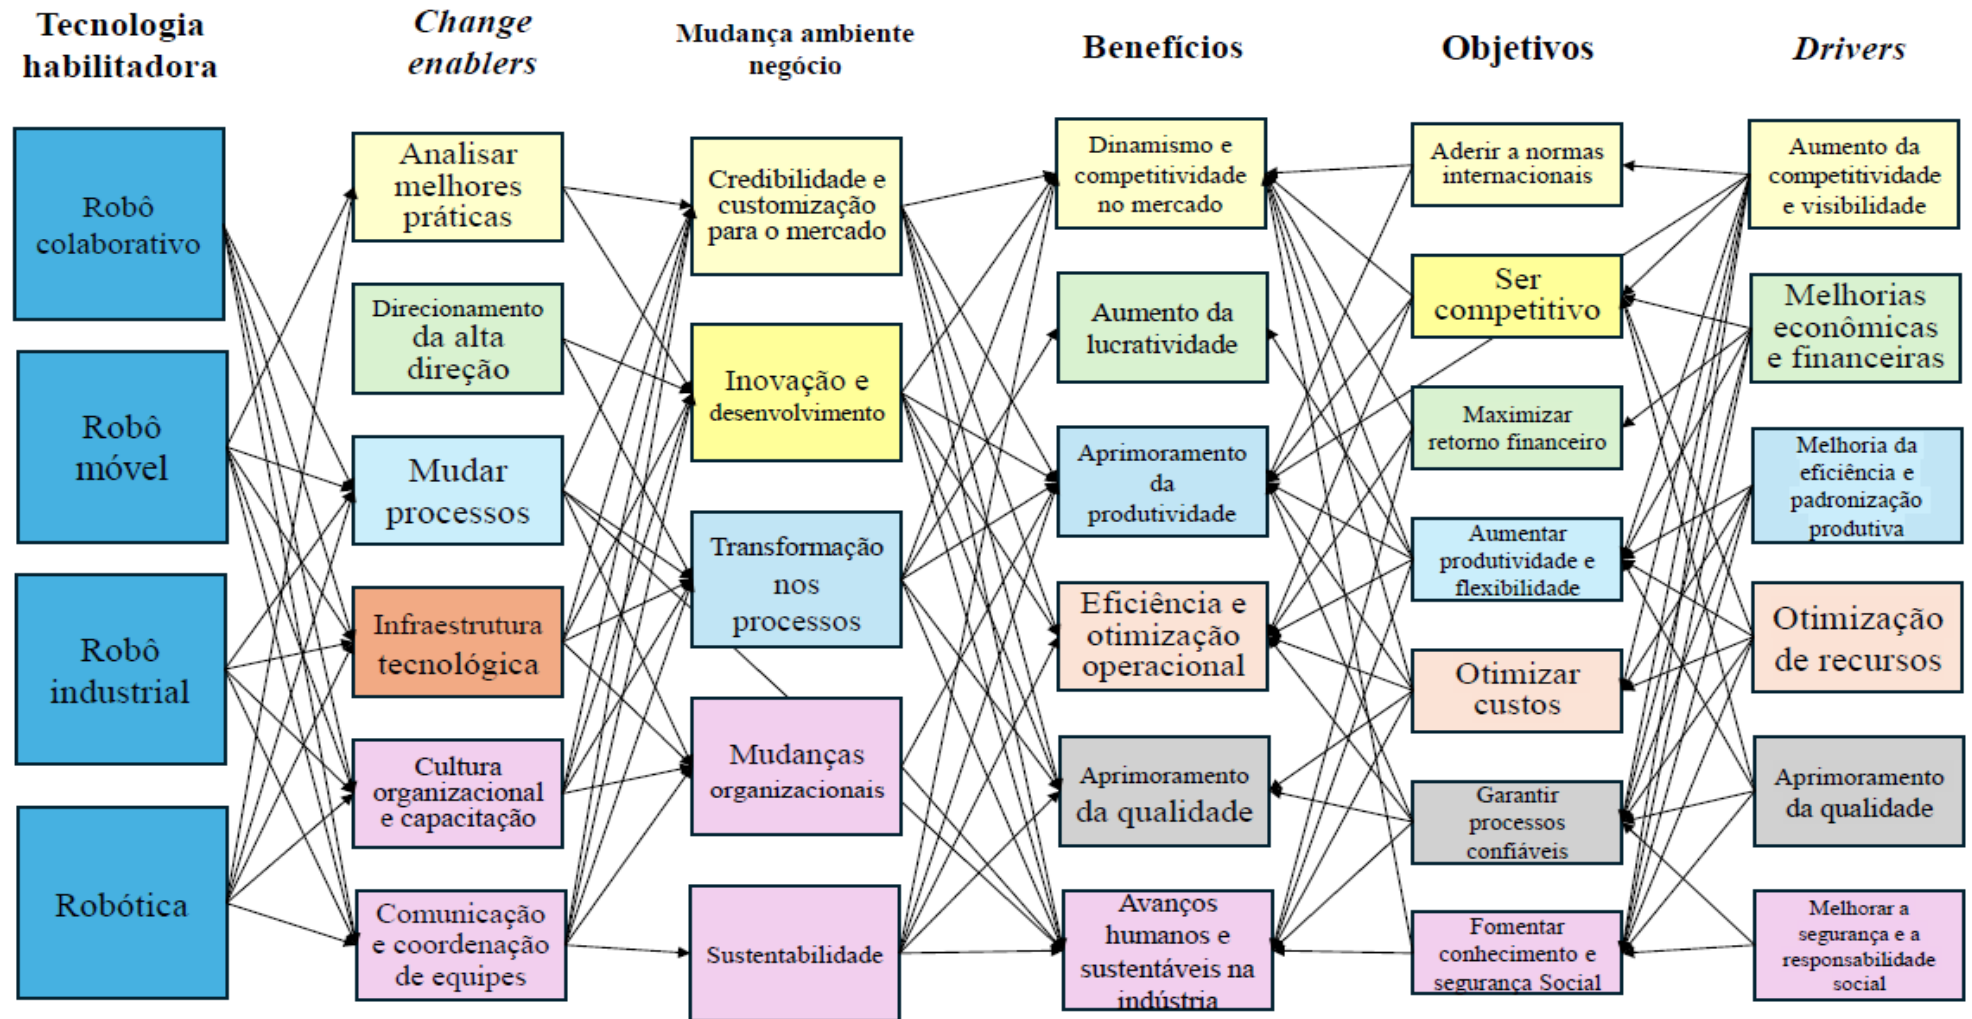 Tecnologia
habilitadora
Change
enablers
Mudança ambiente
negócio
Benefícios
Objetivos
Drivers
Robô
colaborativo
Robô
móvel
Robô
industrial
Robótica
Analisar
melhores
práticas
Direcionamento
da alta
direção
Mudar
processos
Infraestrutura
tecnológica
Cultura
organizacional
e capacitação
Comunicação
e coordenação
de equipes
Credibilidade e
customização
para o mercado
Inovação e
desenvolvimento
Transformação
nos
processos
Mudanças
organizacionais
Sustentabilidade
Dinamismo e
competitividade
no mercado
Aumento da
lucratividade
Aprimoramento
da
produtividade
Eficiência e
otimização
operacional
Aprimoramento
da qualidade
Avanços
humanos e
sustentáveis na
indústria
Aderir a normas
internacionais
Ser
competitivo
Maximizar
retorno financeiro
Aumentar
produtividade e
flexibilidade
Otimizar
custos
Garantir
processos
confiáveis
Fomentar
conhecimento e
segurança Social
Aumento da
competitividade
e visibilidade
Melhorias
econômicas
e financeiras
Melhoria da
eficiência e
padronização
produtiva
Otimização
de recursos
Aprimoramento
da qualidade
Melhorar a
segurança e a
responsabilidade
social